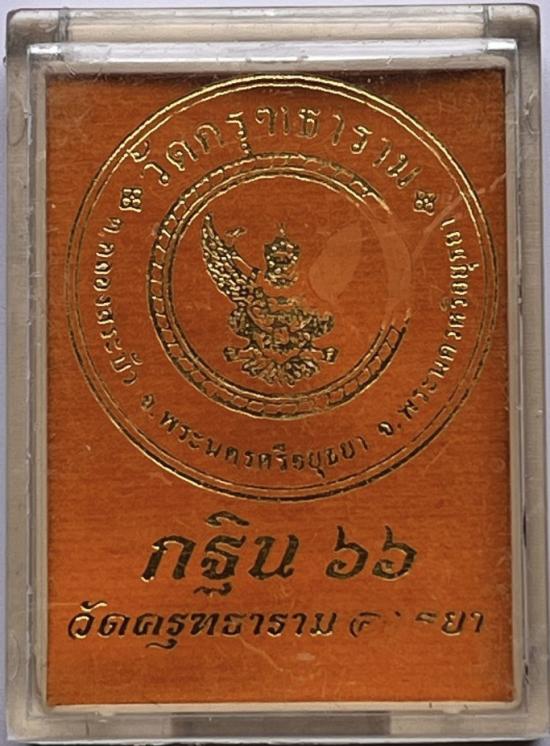 วัดครุฑธาราม
ต.คลองสระบัว อ.พระนครศรีอยุธยา จ.พระนครศรีอยุธยา
กฐิน ๖๖
วัดครุฑธาราม